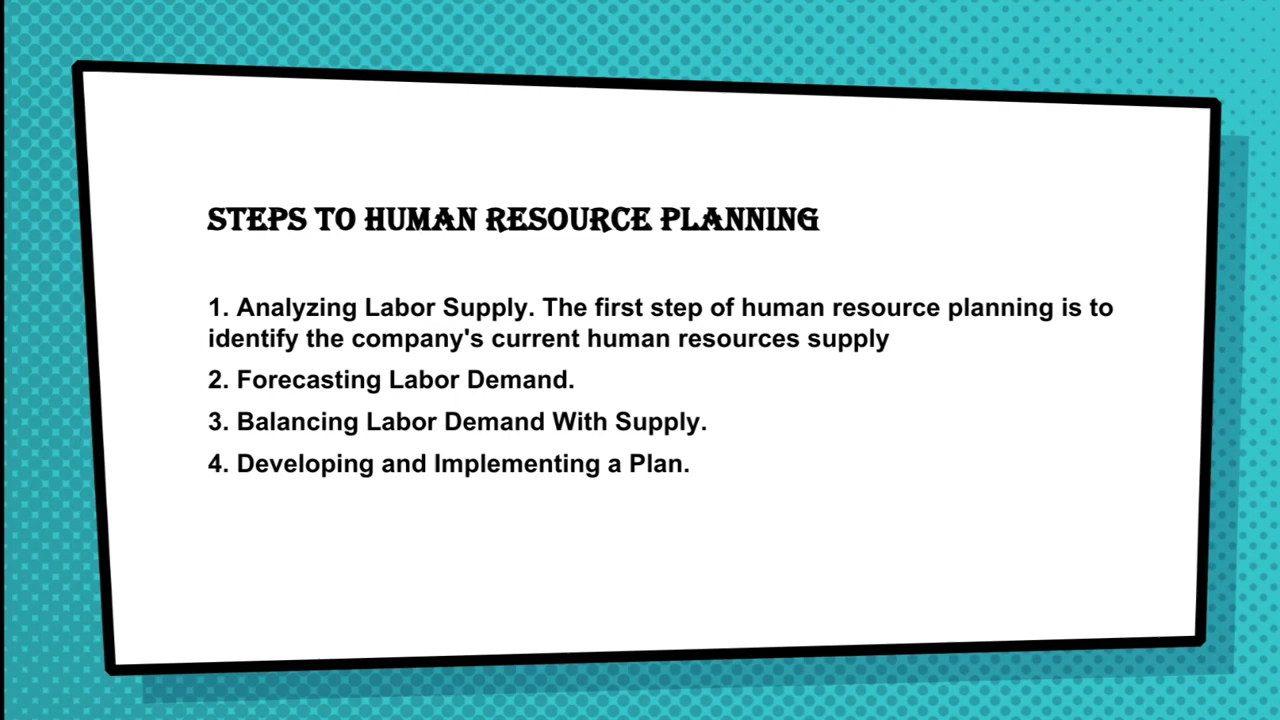 STEPS TO HUMAN RESOURCE PLANNING
1. Analyzing Labor Supply. The first step of human resource planning is to
identify the company's current human resources supply
2. Forecasting Labor Demand.
3. Balancing Labor Demand With Supply.
4. Developing and Implementing a Plan.